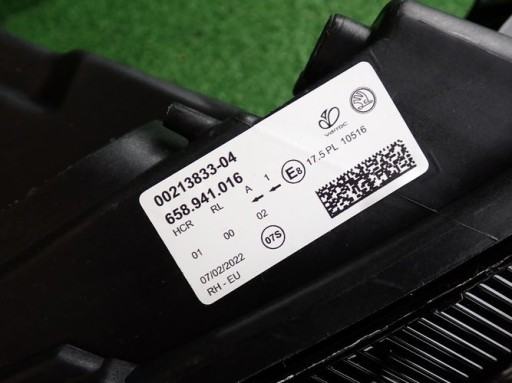 varroc
00213833-04
658.941.016
HCR RL A 1 E8 17.5 PL 10516
01 00 02
07S
07/02/2022
RH - EU